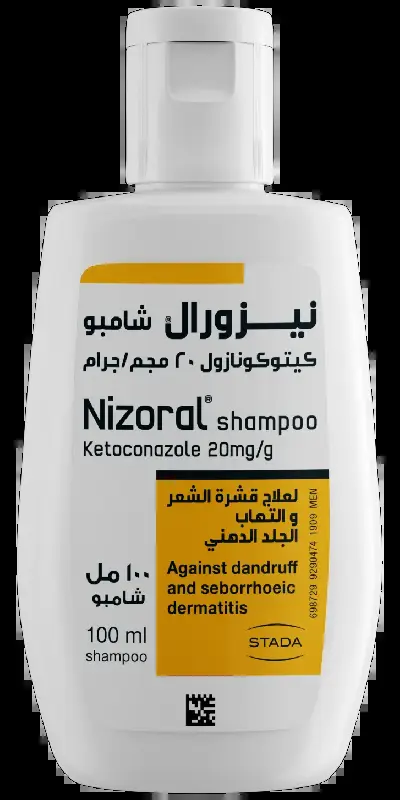 نيزورال® شامبو
كيتوكونازول ٢٠ مجم/جرام
Nizoral® shampoo
Ketoconazole 20mg/g
لعلاج قشرة الشعر
و التهاب
الجلد الدهني
Against dandruff
and seborrhoeic
dermatitis
698729 9290474 1909 MEN
١٠٠ مل
شامبو
100 ml
shampoo
STADA